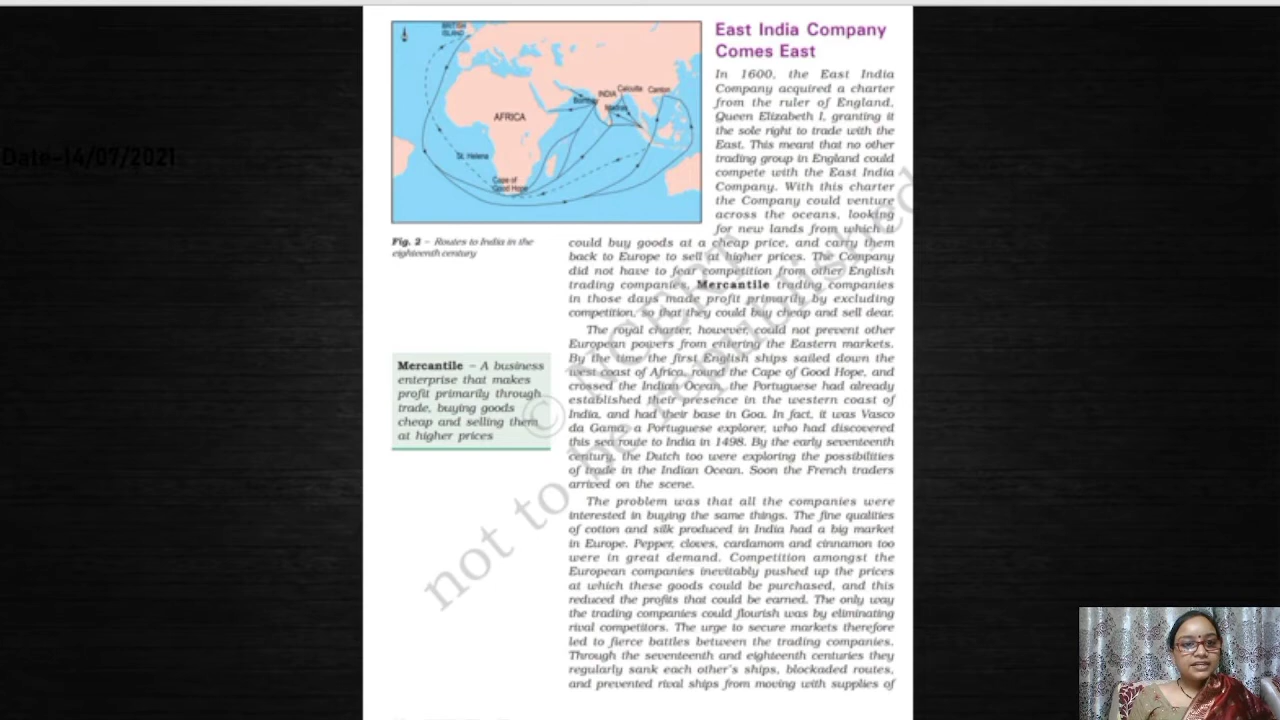 Date-14/07/2021
BRITISH
ISLAND
AFRICA
INDIA
Calcutta
Canton
Bombay
Madras
St. Helena
Cape of
Good Hope
Fig. 2 – Routes to India in the
eighteenth century
Mercantile – A business
enterprise that makes
profit primarily through
trade, buying goods
cheap and selling them
at higher prices
East India Company
Comes East
In 1600, the East India
Company acquired a charter
from the ruler of England,
Queen Elizabeth I, granting it
the sole right to trade with the
East. This meant that no other
trading group in England could
compete with the East India
Company. With this charter
the Company could venture
across the oceans, looking
for new lands from which it
could buy goods at a cheap price, and carry them
back to Europe to sell at higher prices. The Company
did not have to fear competition from other English
trading companies. Mercantile trading companies
in those days made profit primarily by excluding
competition, so that they could buy cheap and sell dear.
The royal charter, however, could not prevent other
European powers from entering the Eastern markets.
By the time the first English ships sailed down the
west coast of Africa, round the Cape of Good Hope, and
crossed the Indian Ocean, the Portuguese had already
established their presence in the western coast of
India, and had their base in Goa. In fact, it was Vasco
da Gama, a Portuguese explorer, who had discovered
this sea route to India in 1498. By the early seventeenth
century, the Dutch too were exploring the possibilities
of trade in the Indian Ocean. Soon the French traders
arrived on the scene.
The problem was that all the companies were
interested in buying the same things. The fine qualities
of cotton and silk produced in India had a big market
in Europe. Pepper, cloves, cardamom and cinnamon too
were in great demand. Competition amongst the
European companies inevitably pushed up the prices
at which these goods could be purchased, and this
reduced the profits that could be earned. The only way
the trading companies could flourish was by eliminating
rival competitors. The urge to secure markets therefore
led to fierce battles between the trading companies.
Through the seventeenth and eighteenth centuries they
regularly sank each other's ships, blockaded routes,
and prevented rival ships from moving with supplies of
© NCERT
not to be republished